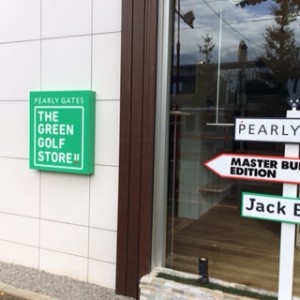 PEARLY GATES
THE
GREEN
GOLF
STORE
PEARLY
MASTER BU
EDITION
Jack